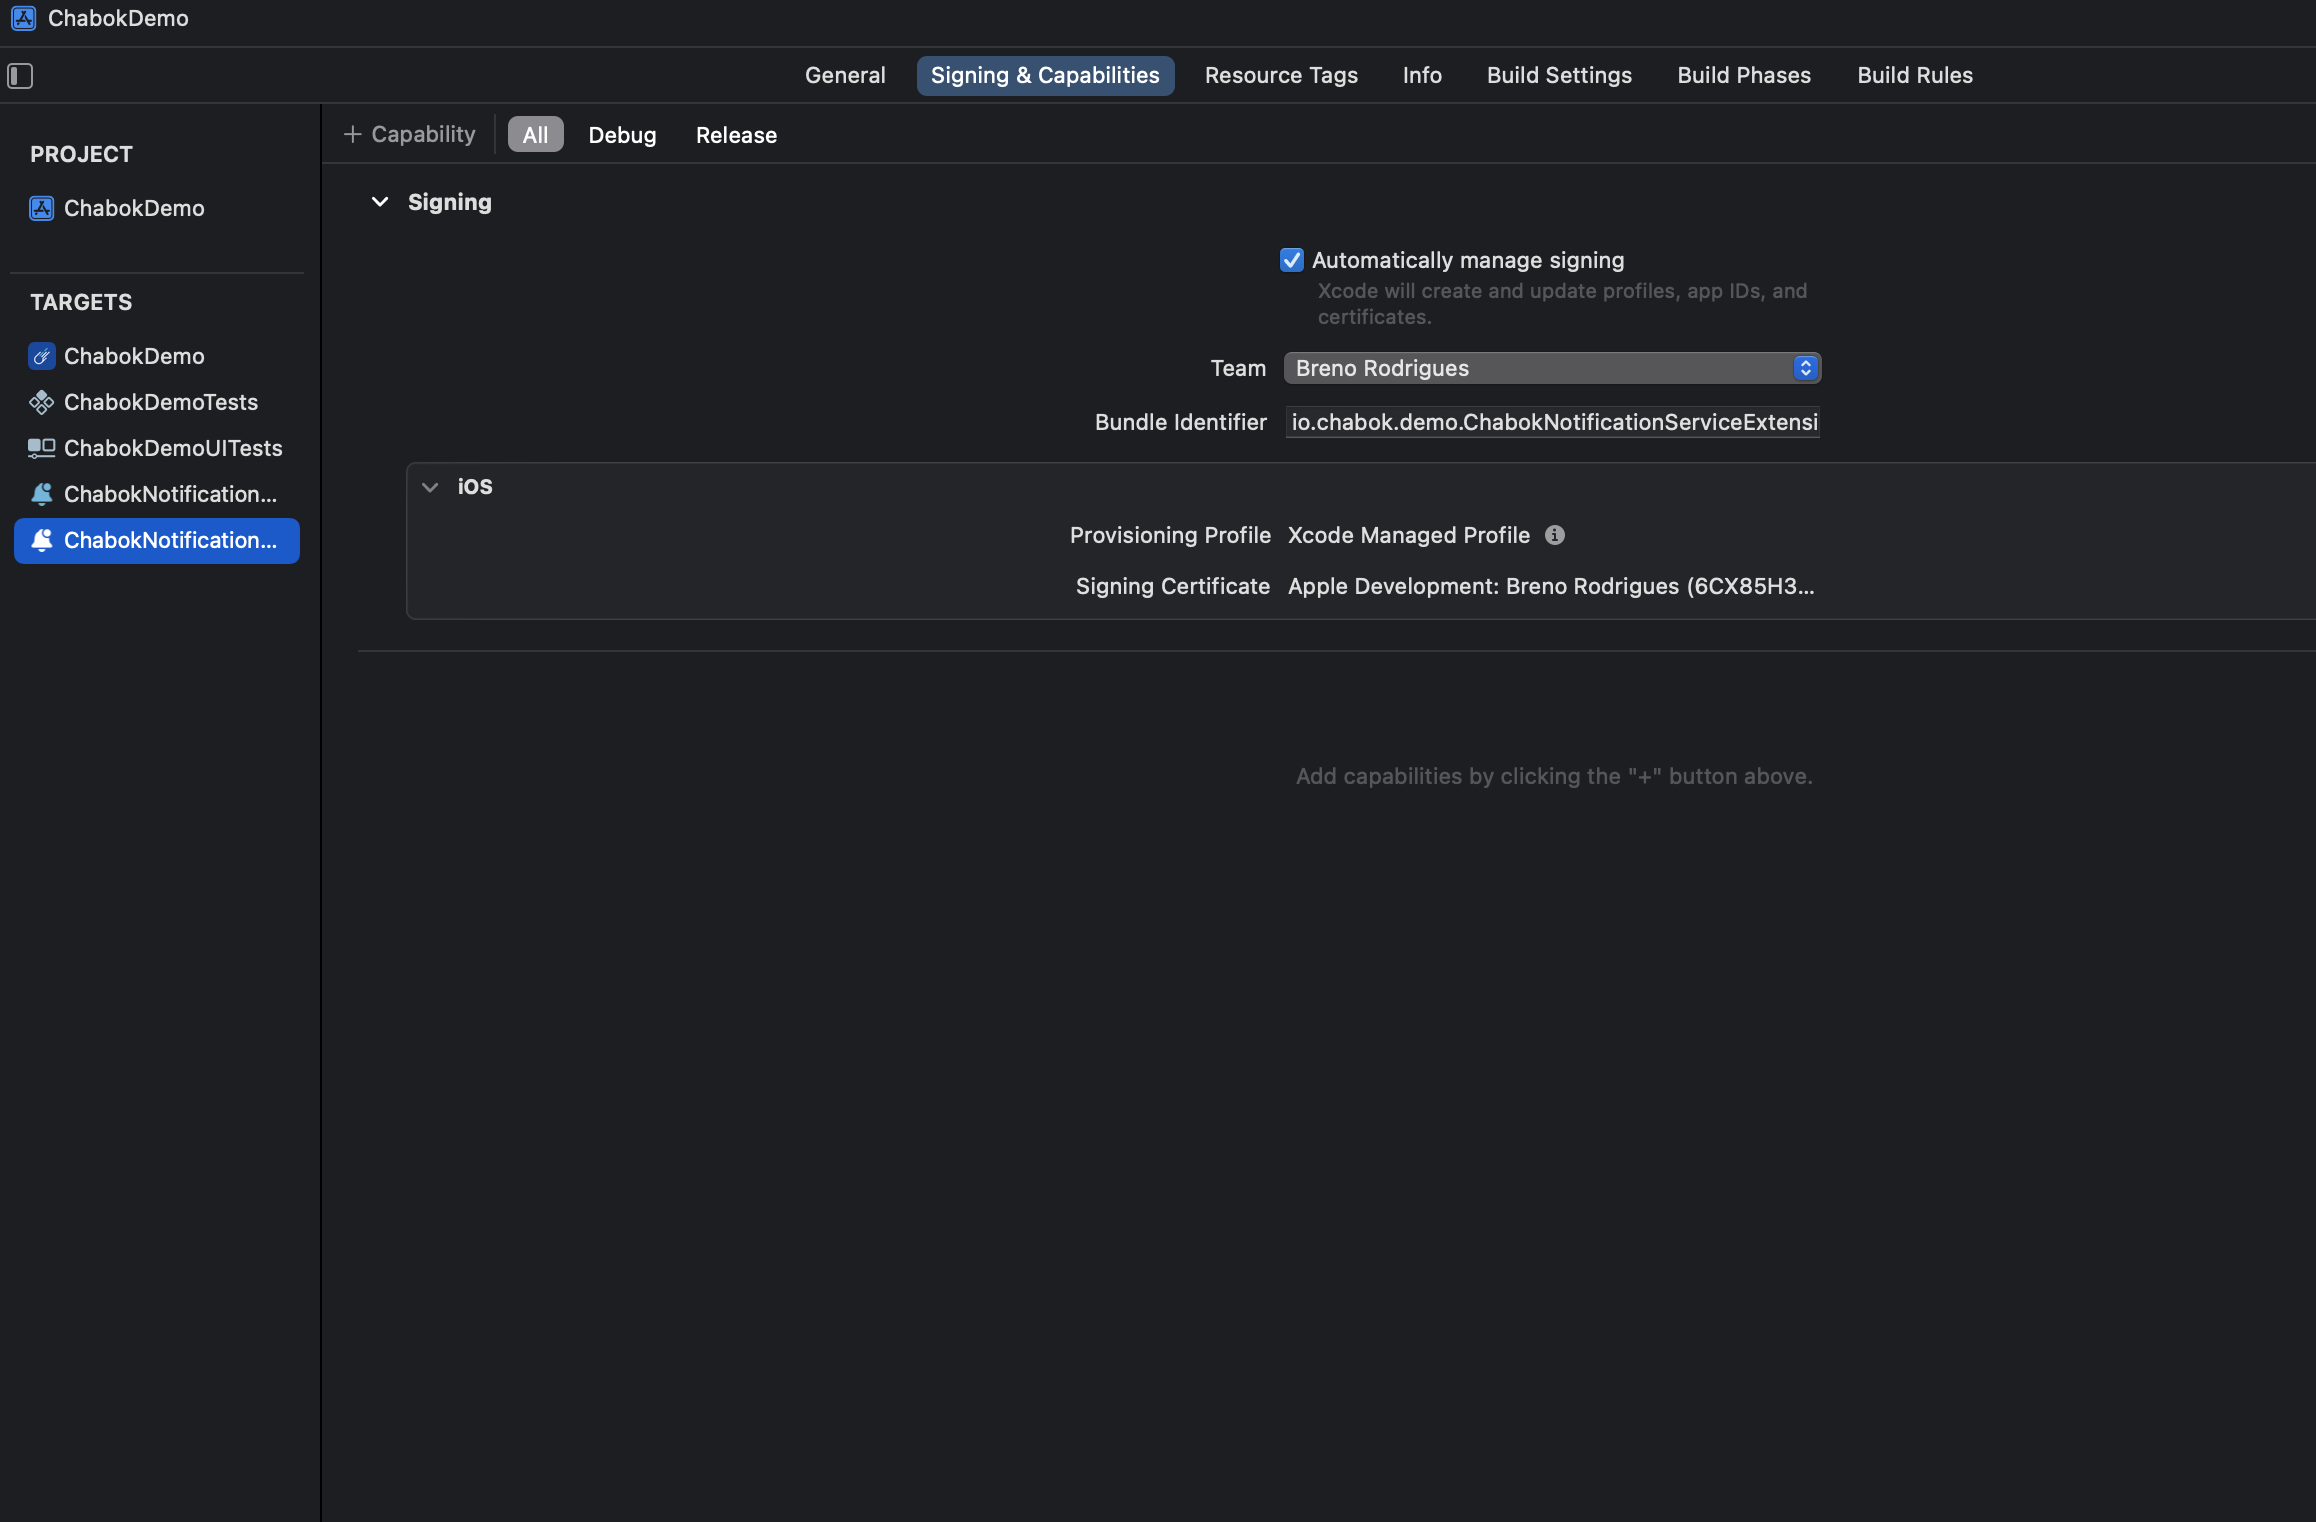 ChabokDemo
General Signing & Capabilities Resource Tags Info Build Settings Build Phases Build Rules
PROJECT
ChabokDemo
TARGETS
ChabokDemo
ChabokDemoTests
ChabokDemoUITests
ChabokNotification...
ChabokNotification...
+ Capability All Debug Release
Signing
Automatically manage signing
Xcode will create and update profiles, app IDs, and
certificates.
Team Breno Rodrigues
Bundle Identifier io.chabok.demo.ChabokNotificationServiceExtensi
iOS
Provisioning Profile Xcode Managed Profile
Signing Certificate Apple Development: Breno Rodrigues (6CX85H3...
Add capabilities by clicking the "+" button above.